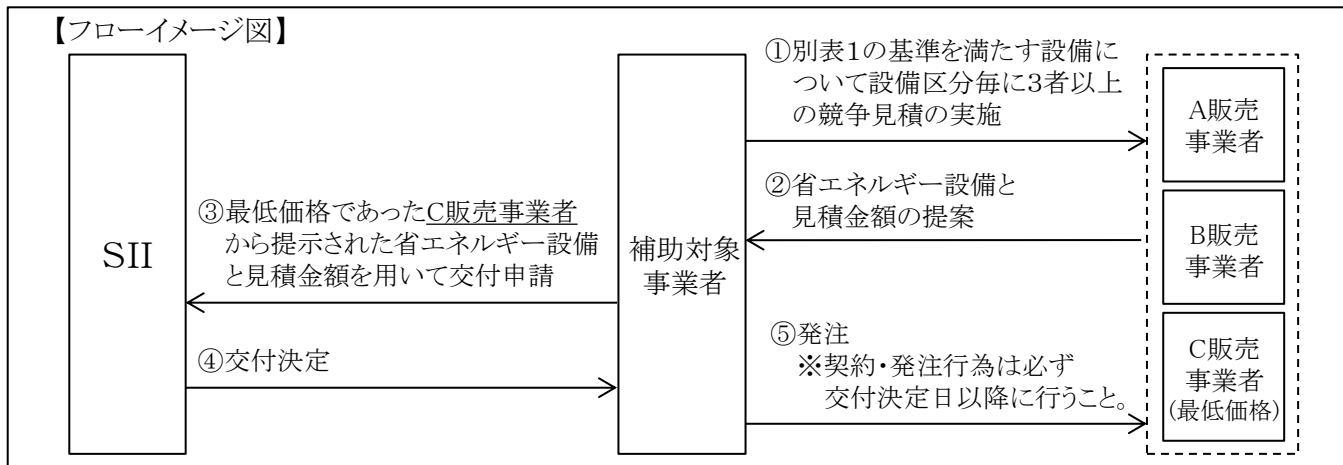 【フローイメージ図】
①別表1の基準を満たす設備に
ついて設備区分毎に3者以上
の競争見積の実施
②省エネルギー設備と
見積金額の提案
③最低価格であったC販売事業者
から提示された省エネルギー設備
と見積金額を用いて交付申請
④交付決定
⑤発注
※契約・発注行為は必ず
交付決定日以降に行うこと。
SII
補助対象
事業者
A販売
事業者
B販売
事業者
C販売
事業者
(最低価格)